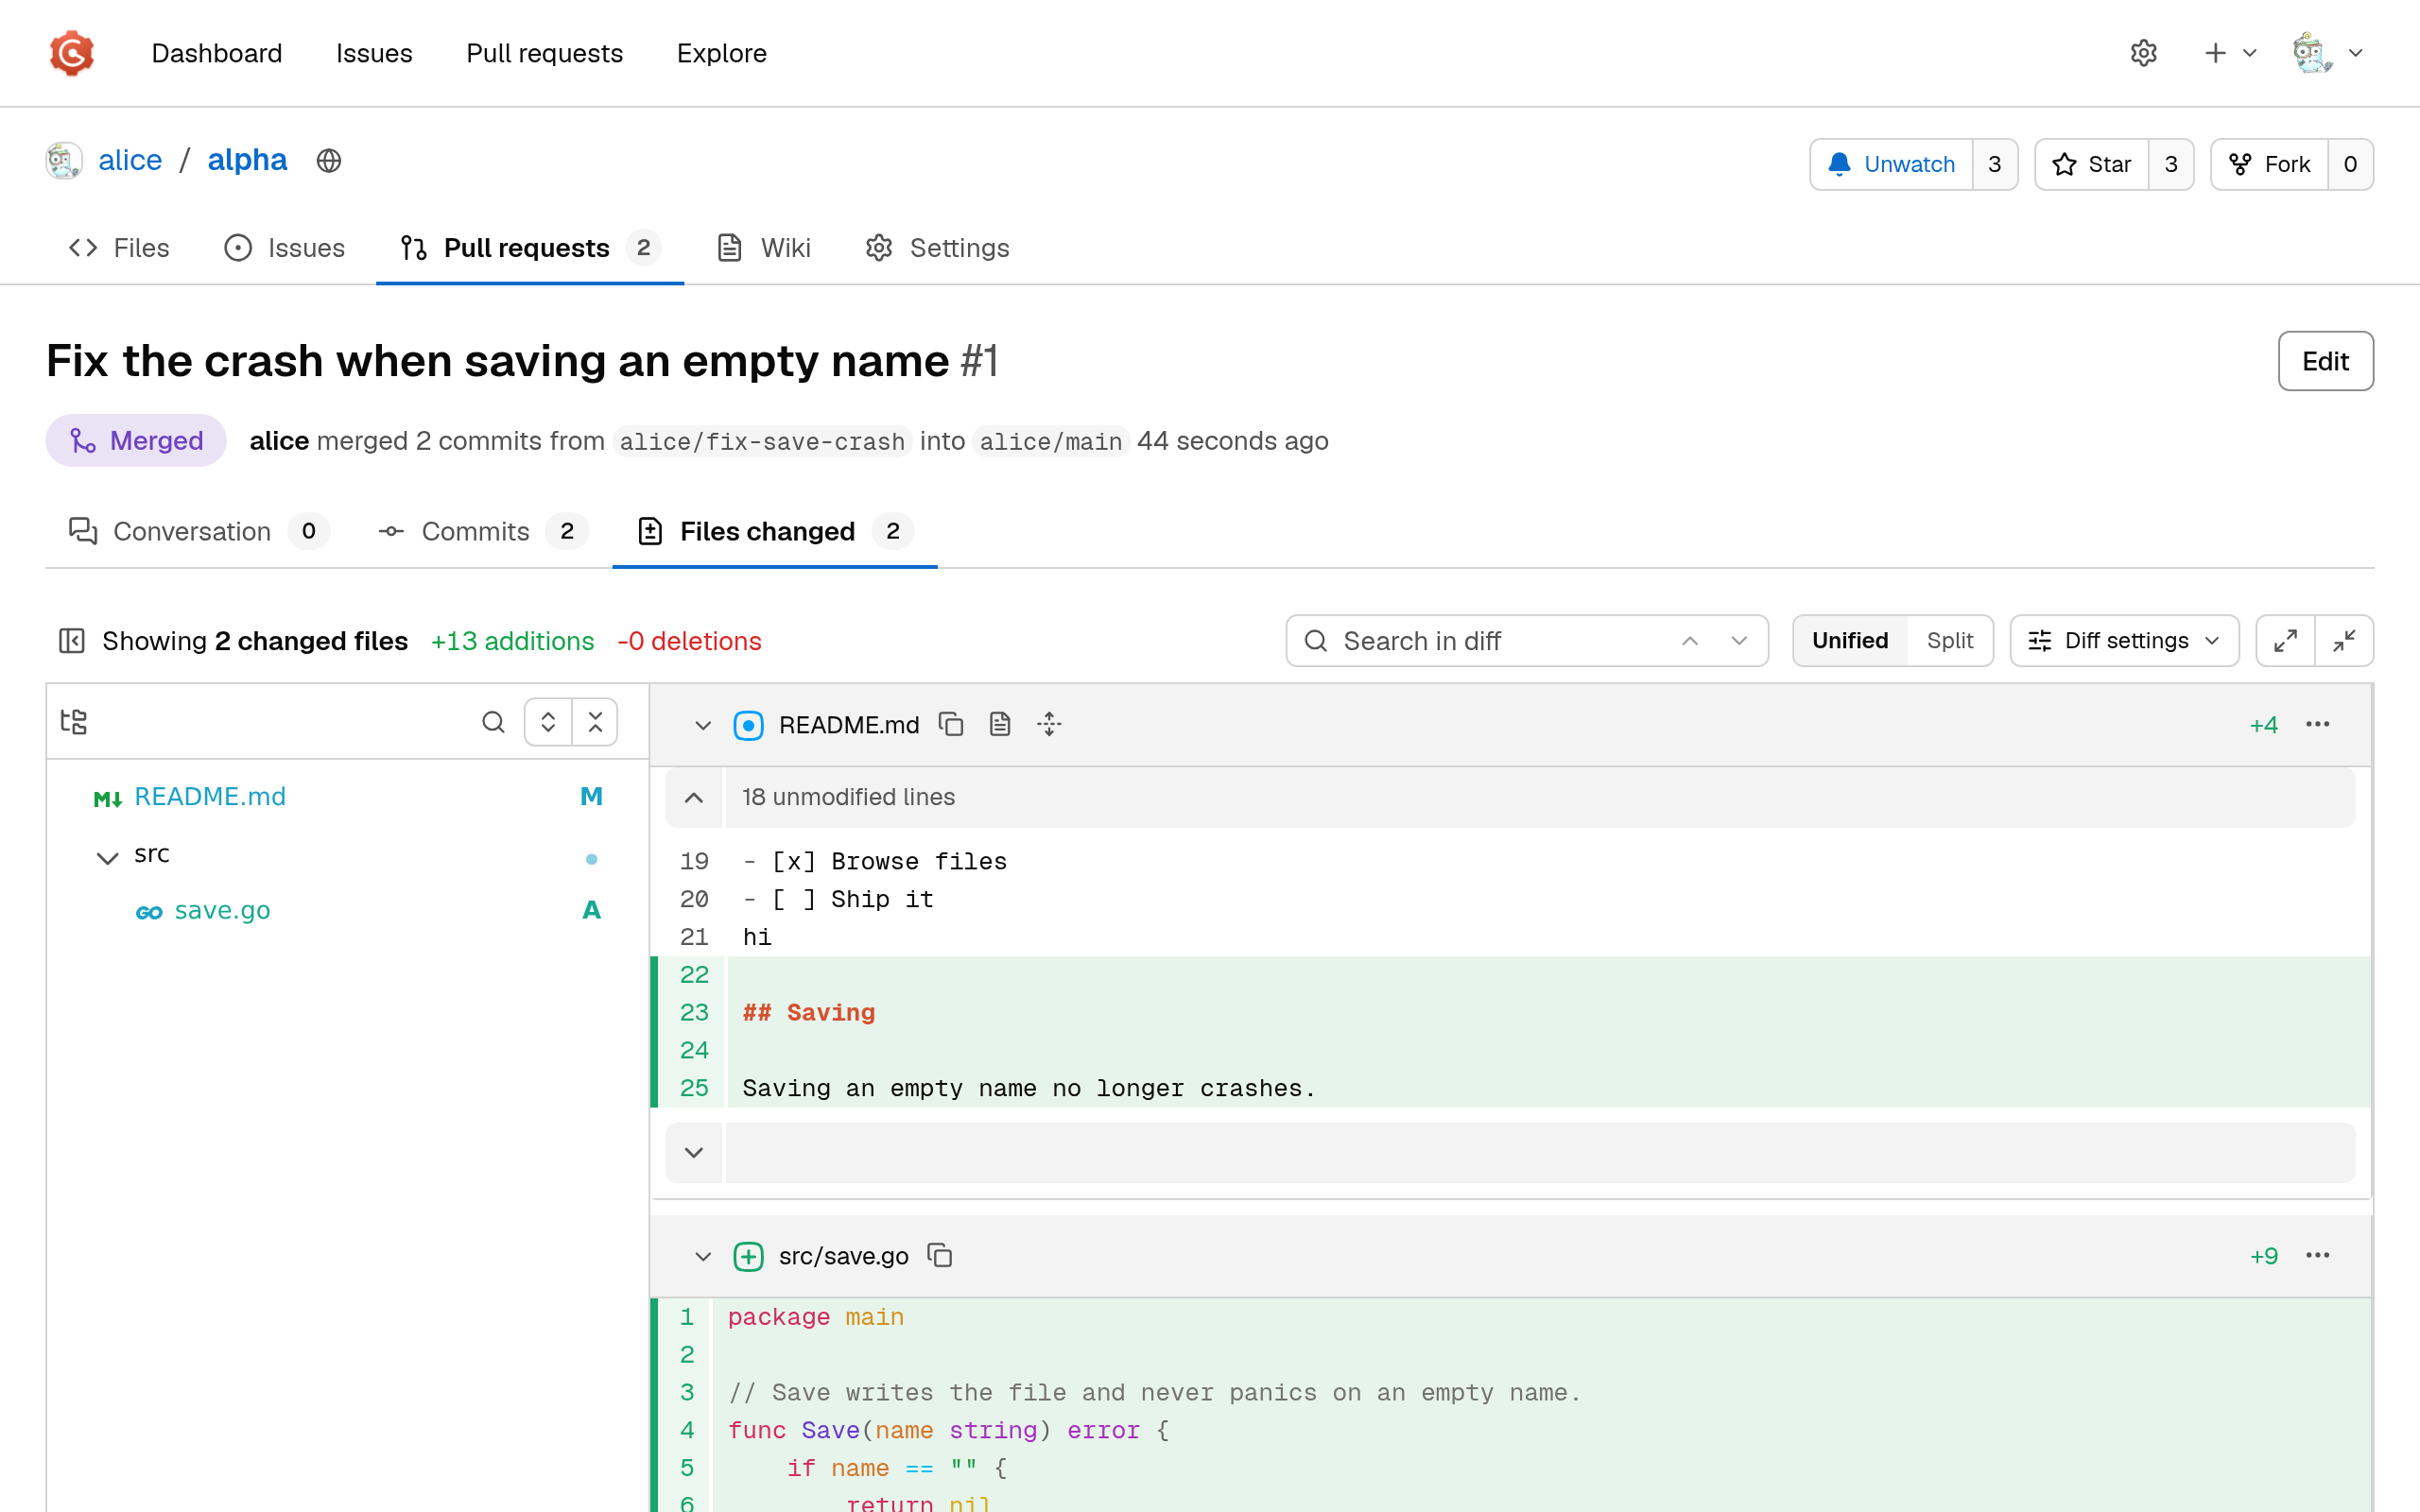 Dashboard Issues Pull requests Explore
alice / alpha
Unwatch 3 Star 3 Fork 0
Files Issues Pull requests 2 Wiki Settings
Fix the crash when saving an empty name #1
Edit
Merged alice merged 2 commits from alice/fix-save-crash into alice/main 44 seconds ago
Conversation 0 Commits 2 Files changed 2
Showing 2 changed files +13 additions -0 deletions
Search in diff Unified Split Diff settings
README.md M
src
save.go A
README.md +4
18 unmodified lines
19 - [x] Browse files
20 - [ ] Ship it
21 hi
22
23 ## Saving
24
25 Saving an empty name no longer crashes.
src/save.go +9
1 package main
2
3 // Save writes the file and never panics on an empty name.
4 func Save(name string) error {
5 if name == "" {
6 return nil